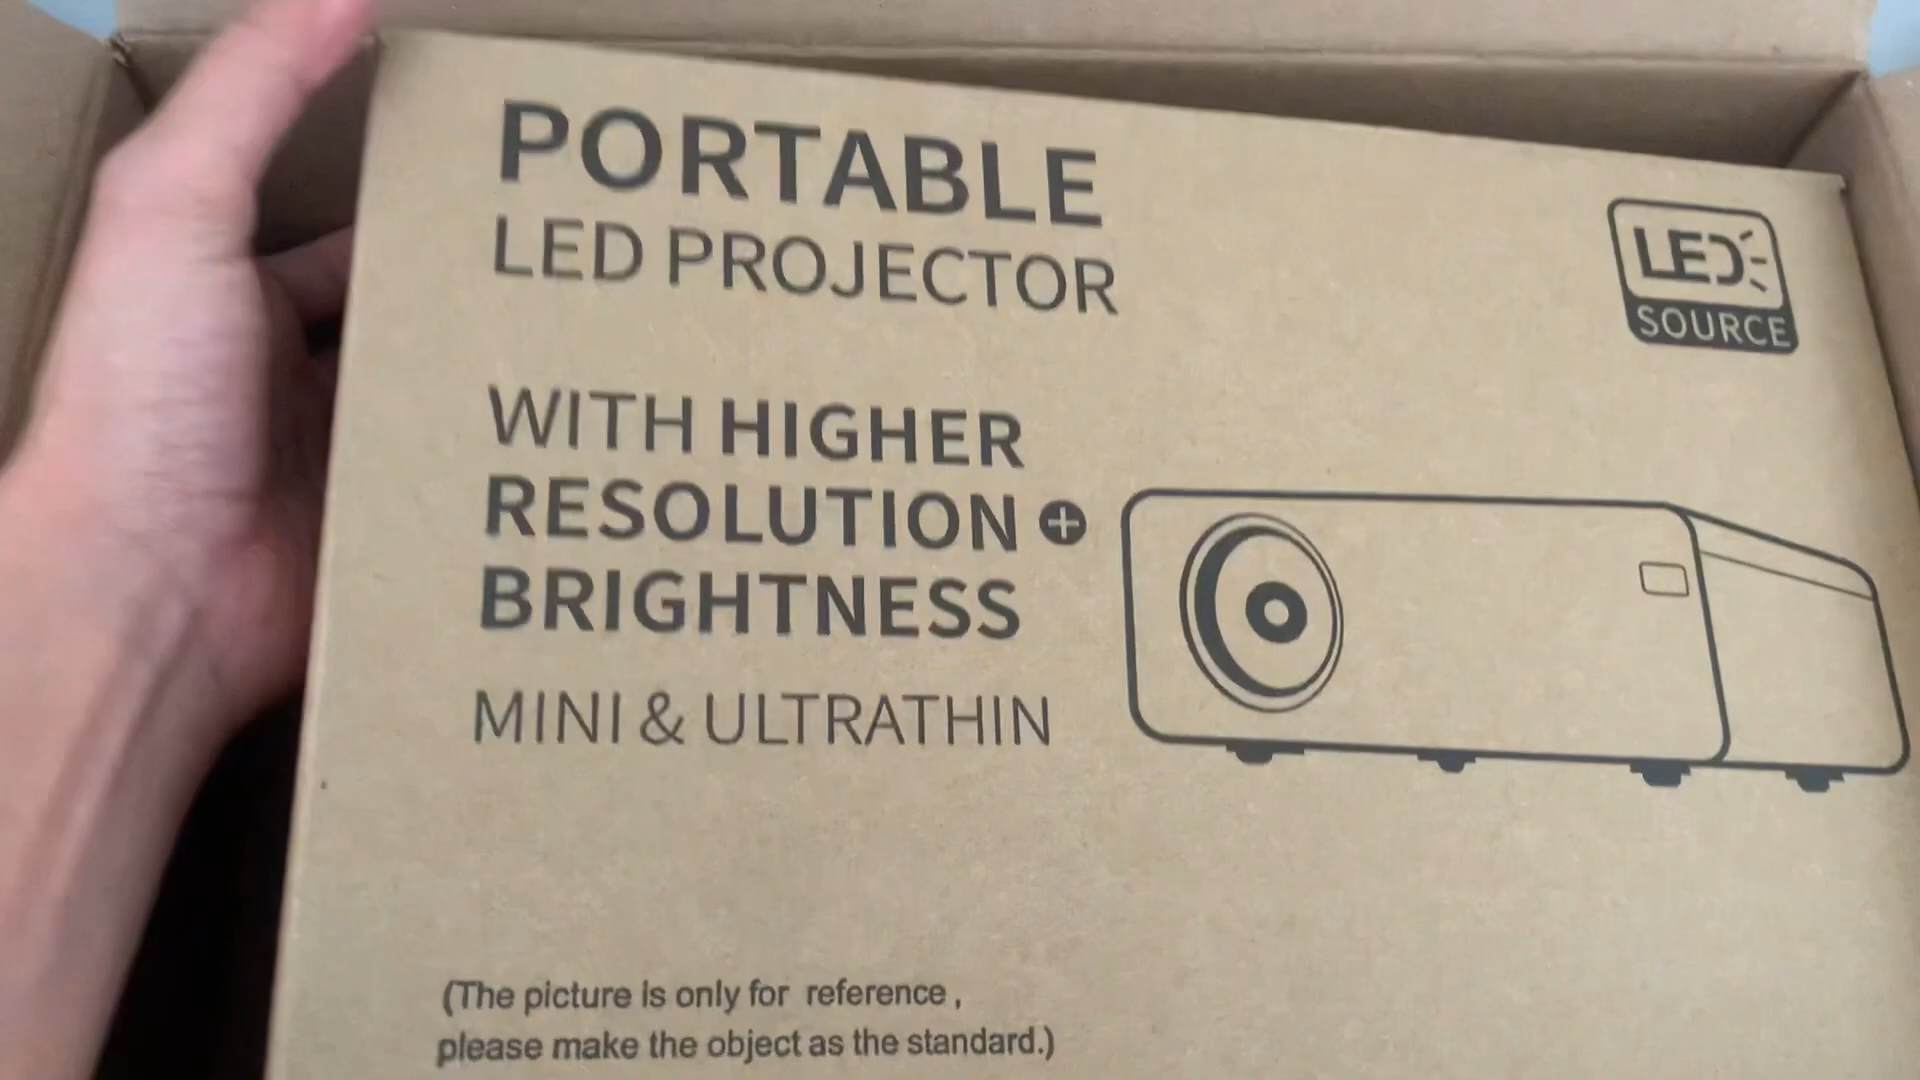 PORTABLE
LED PROJECTOR
LED
SOURCE
WITH HIGHER
RESOLUTION +
BRIGHTNESS
MINI & ULTRATHIN
(The picture is only for reference,
please make the object as the standard.)